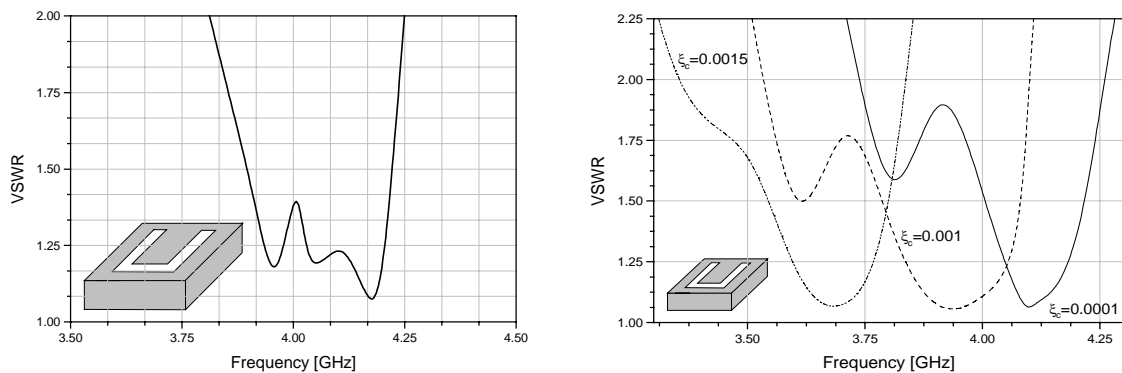 2.00
1.75
1.50
1.25
1.00
VSWR
3.50 3.75 4.00 4.25 4.50
Frequency [GHz]
2.25
2.00
1.75
1.50
1.25
1.00
VSWR
ξc=0.0015
ξc=0.001
ξc=0.0001
3.50 3.75 4.00 4.25
Frequency [GHz]